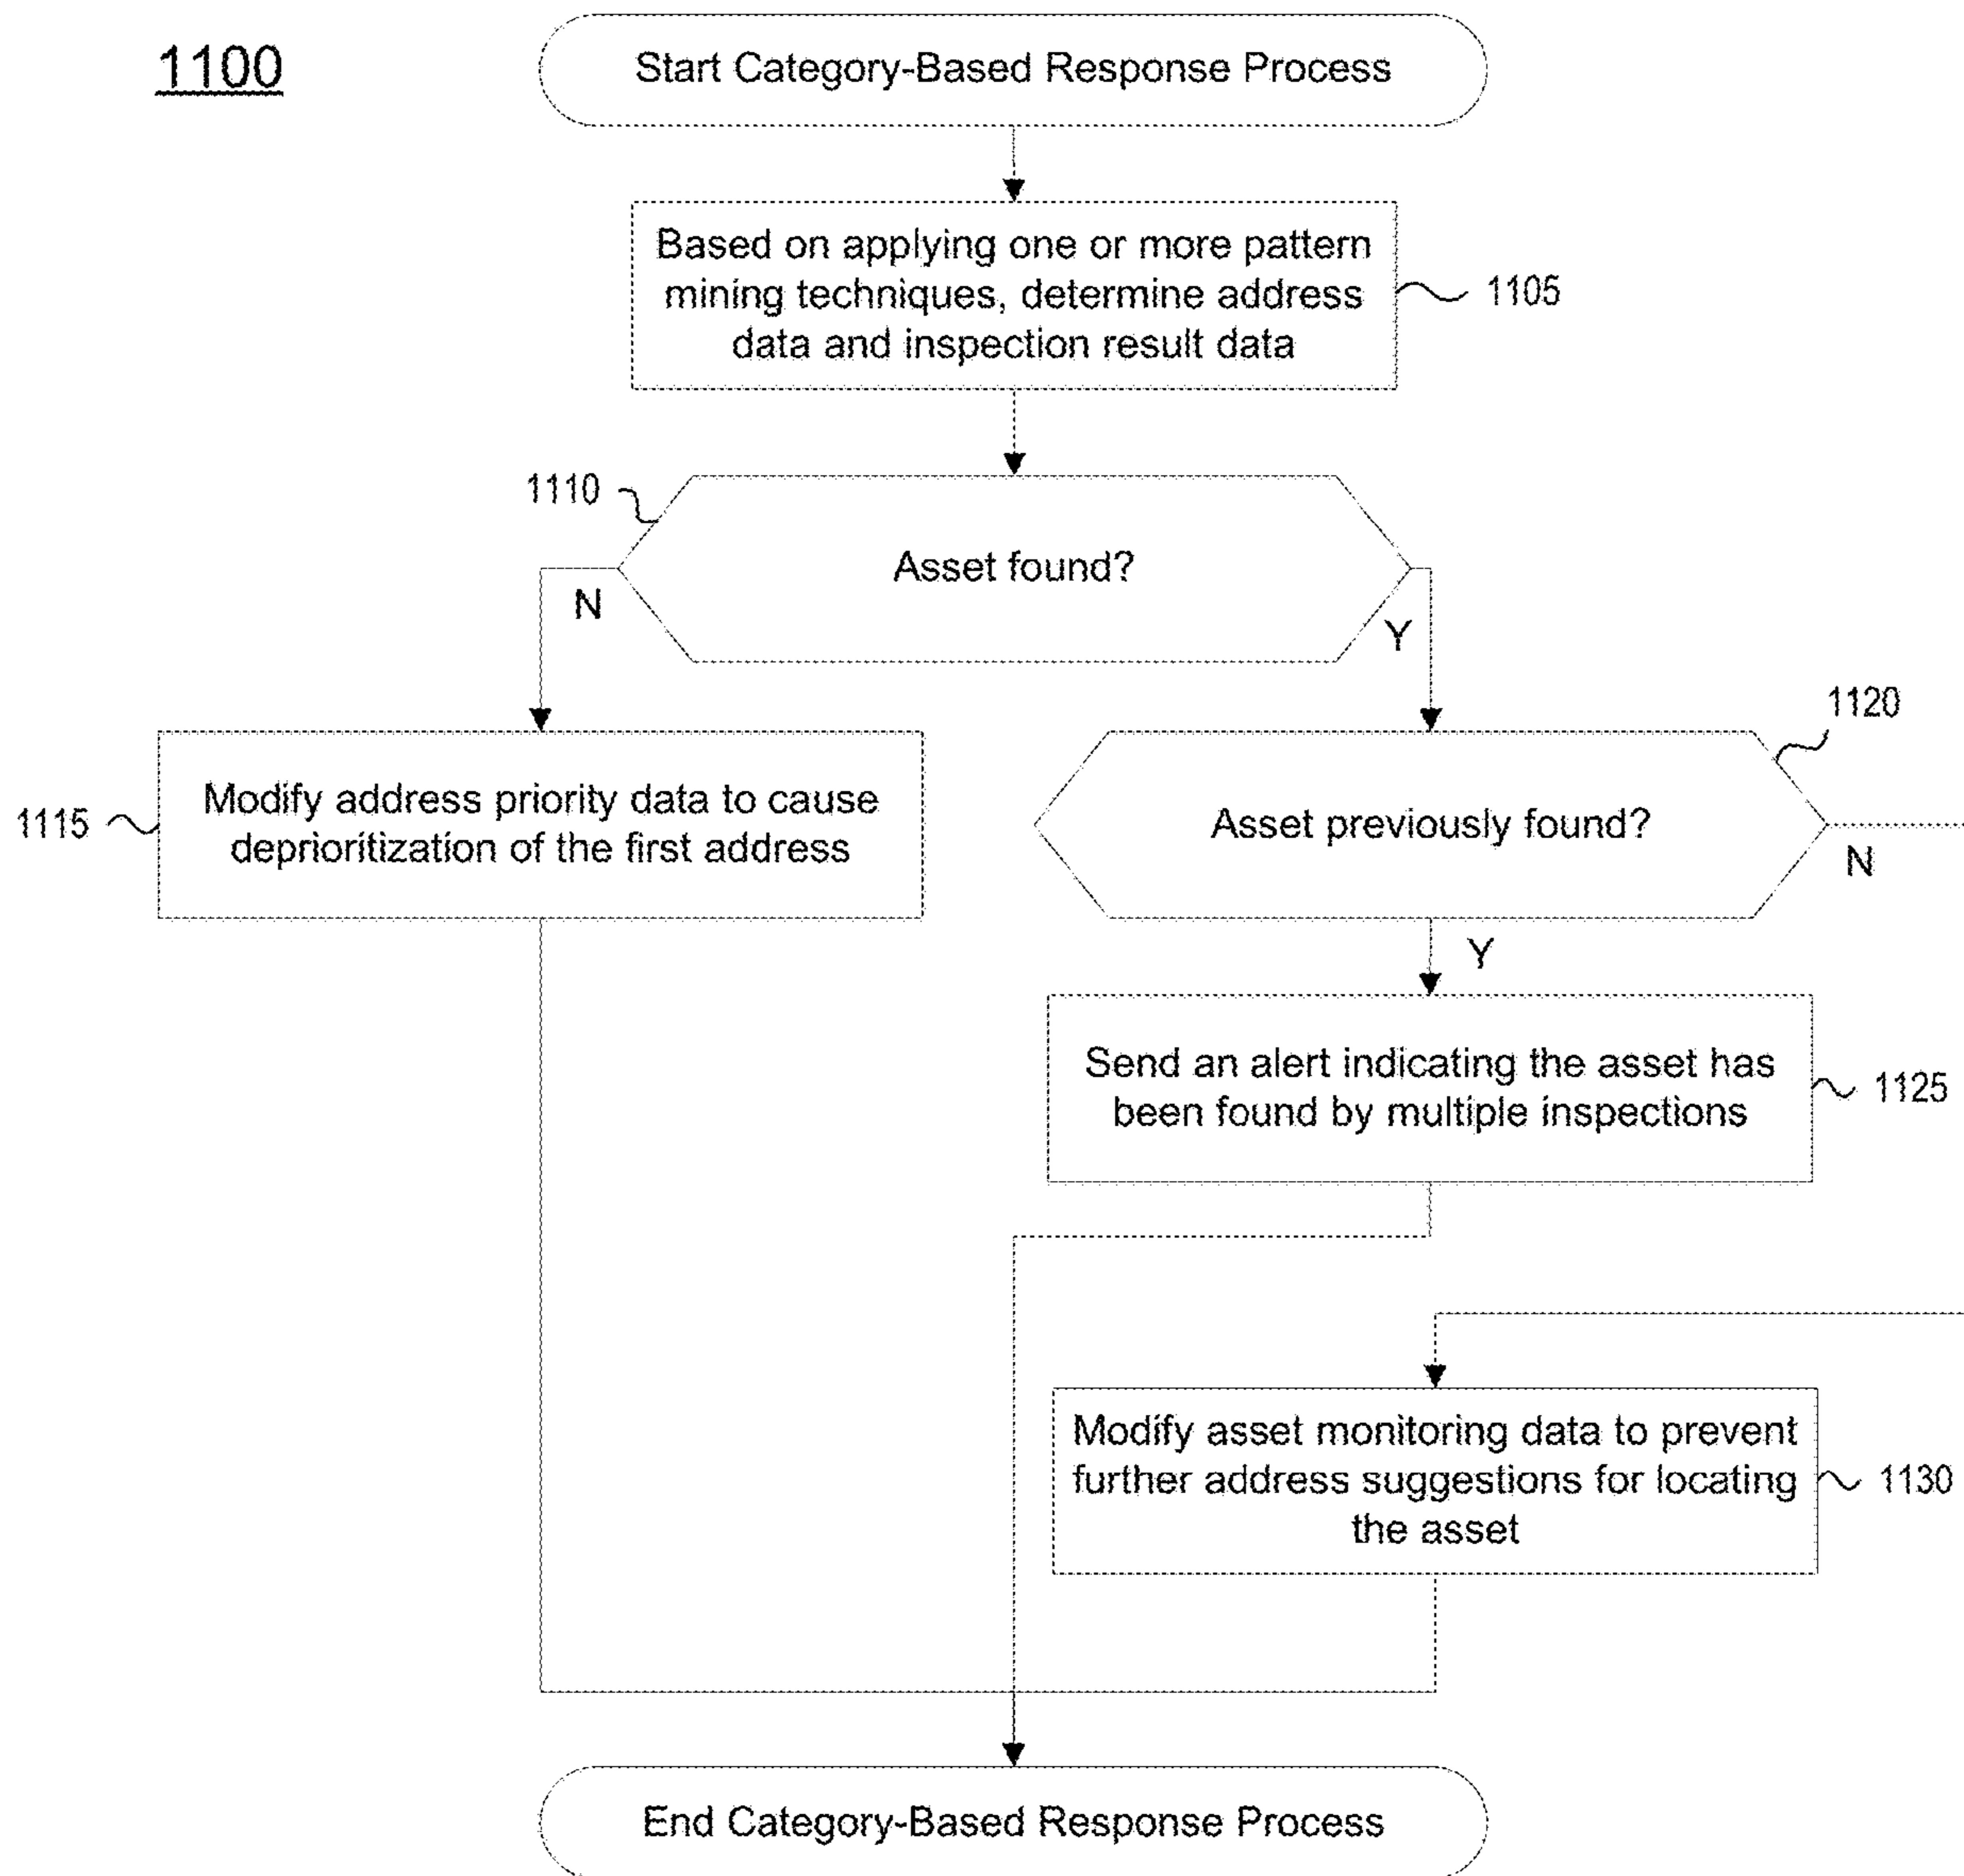 1100
Start Category-Based Response Process
Based on applying one or more pattern
mining techniques, determine address
data and inspection result data
1105
1110
Asset found?
N
Y
1120
1115
Modify address priority data to cause
deprioritization of the first address
Asset previously found?
N
Y
Send an alert indicating the asset has
been found by multiple inspections
1125
Modify asset monitoring data to prevent
further address suggestions for locating
the asset
1130
End Category-Based Response Process